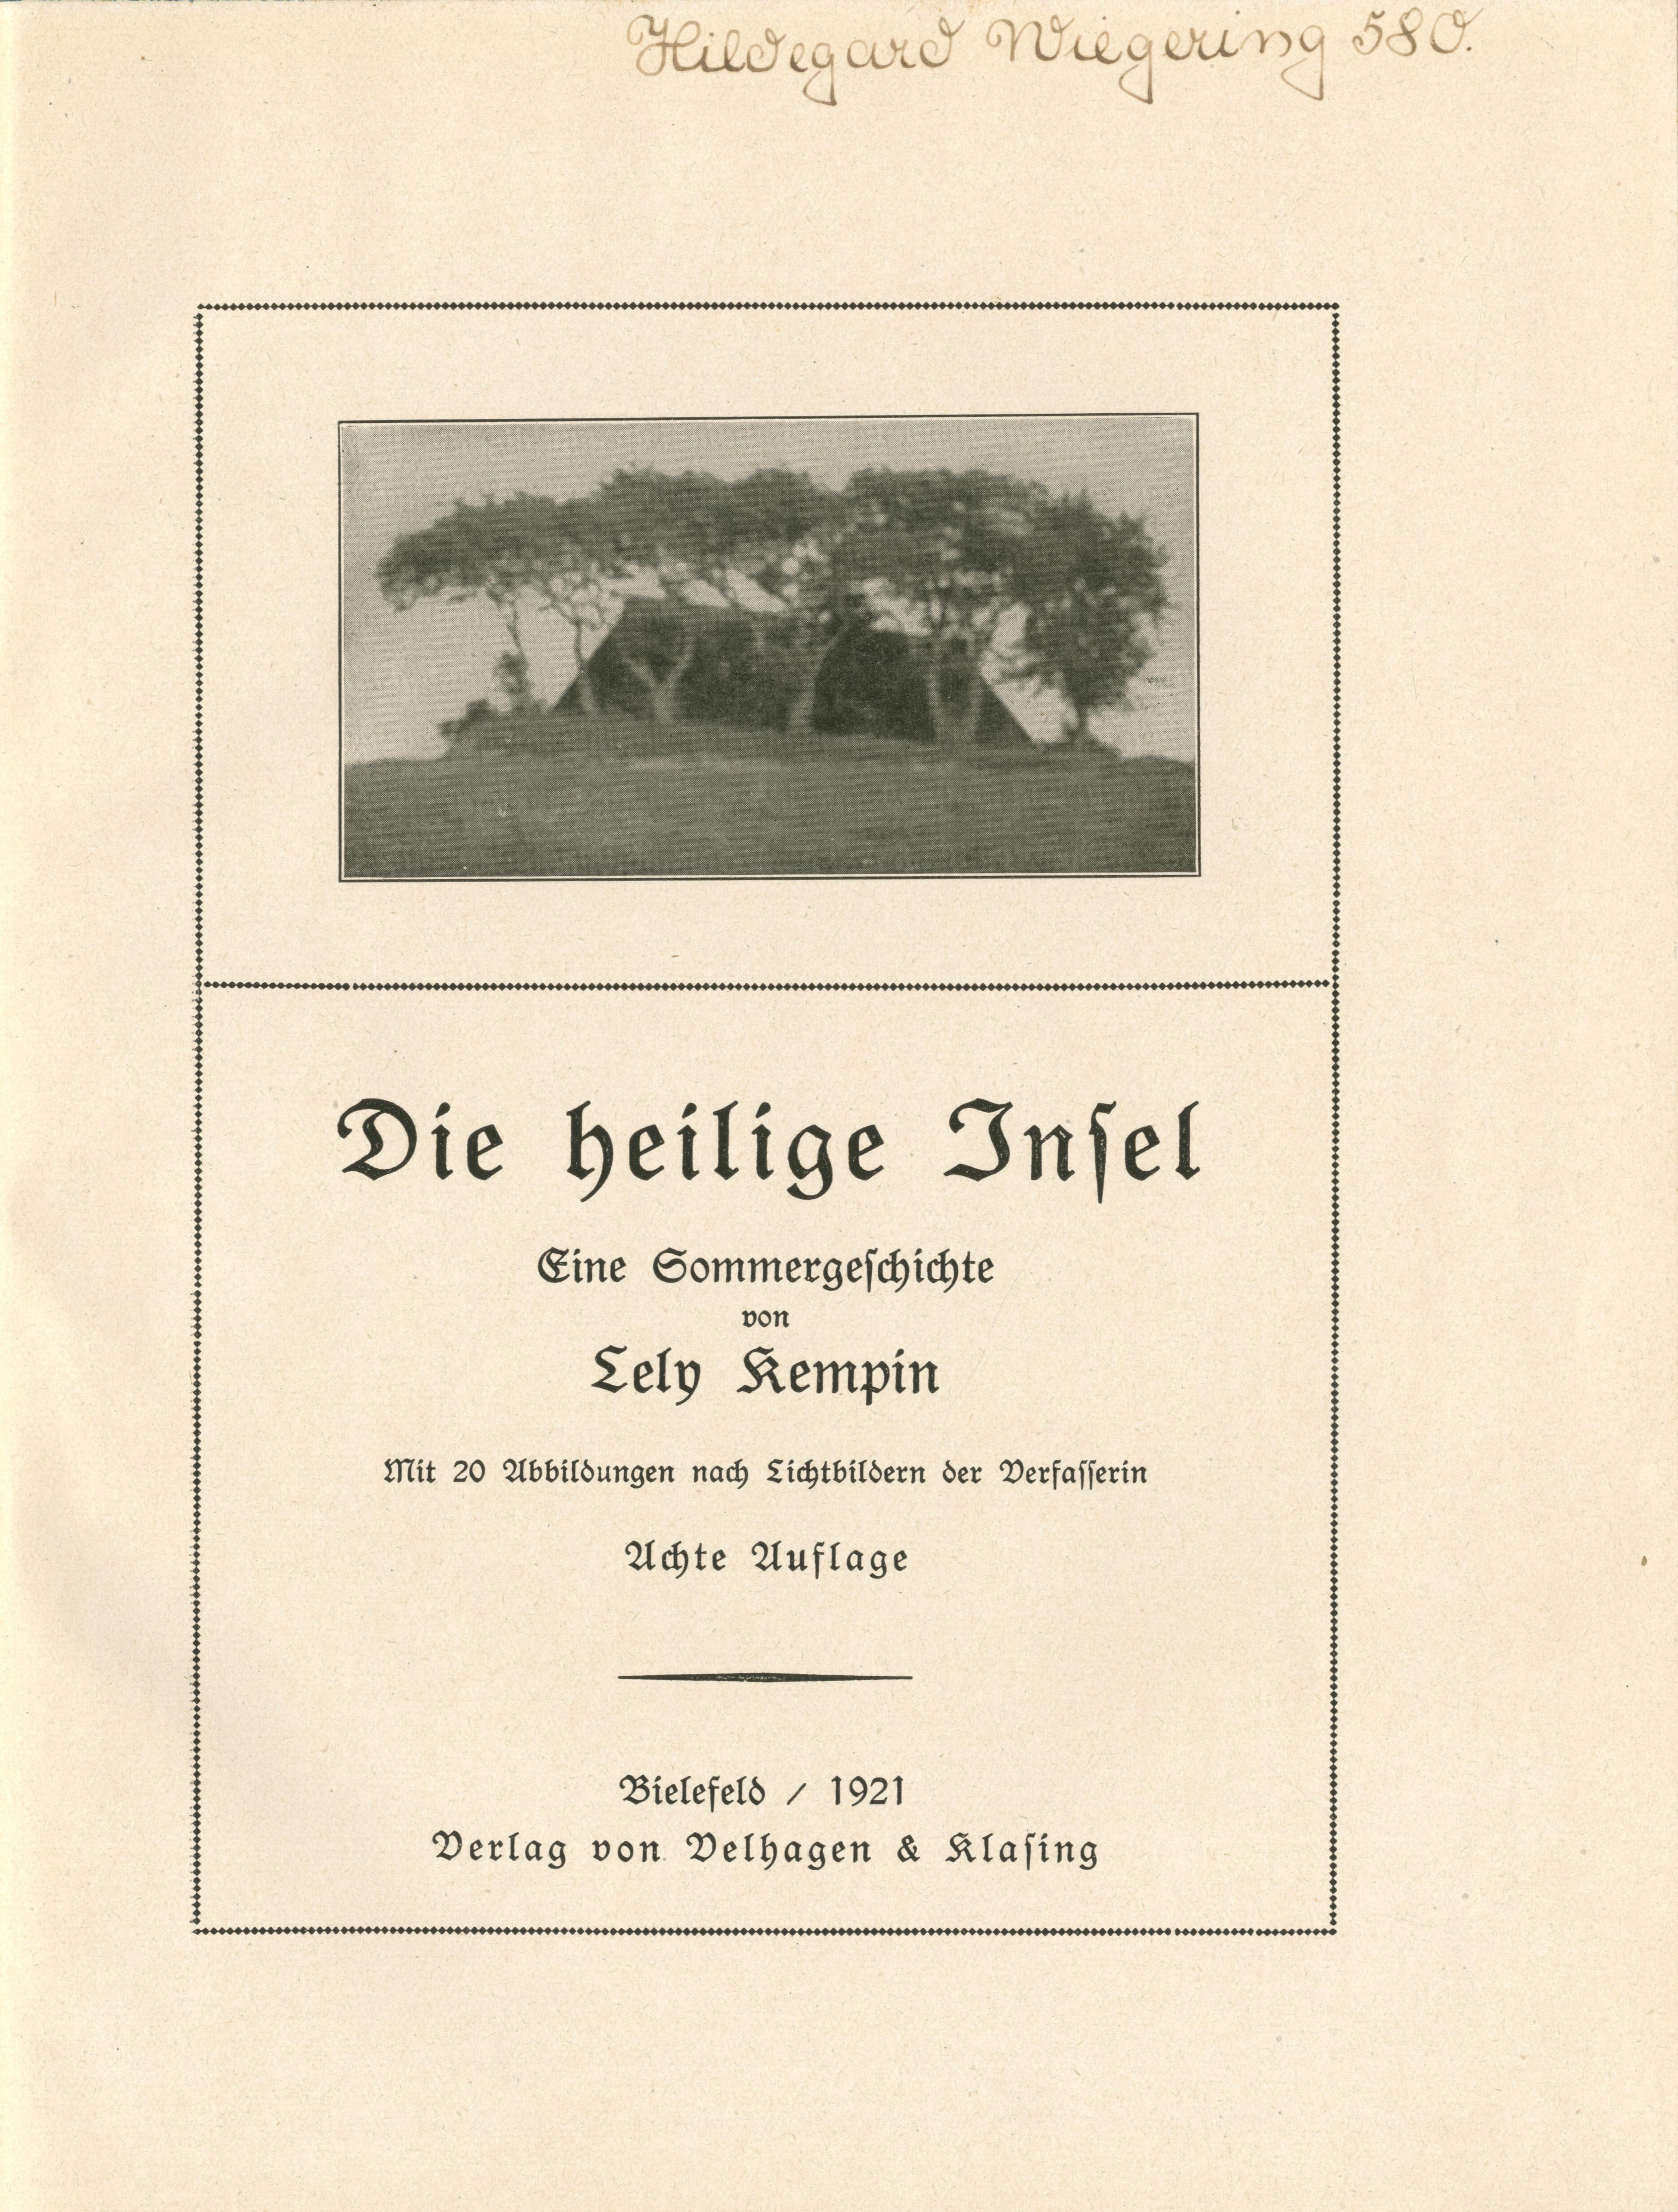 Hildegard Wiegering 580.
Die heilige Inſel
Eine Sommergeſchichte
von
Lely Kempin
Mit 20 Abbildungen nach Lichtbildern der Verfaſſerin
Achte Auflage
Bielefeld / 1921
Verlag von Velhagen & Klaſing